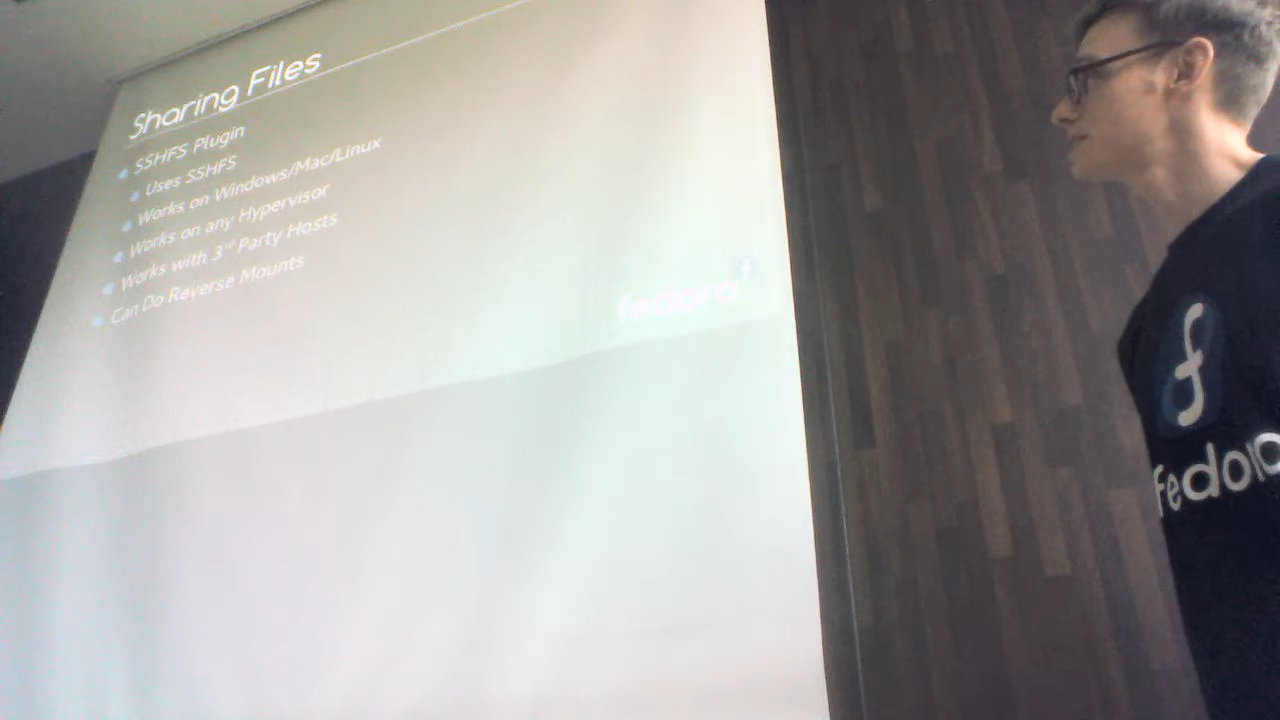 Sharing Files
SSHFS Plugin
Uses SSHFS
Works on Windows/Mac/Linux
Works on any Hypervisor
Works with 3rd Party Hosts
Can Do Reverse Mounts
fedora
fedora